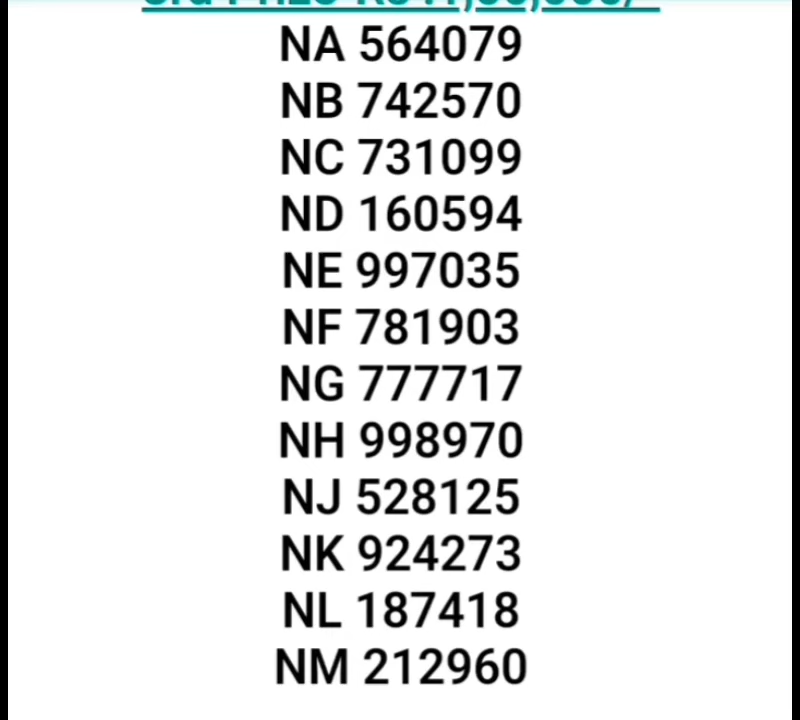 NA 564079
NB 742570
NC 731099
ND 160594
NE 997035
NF 781903
NG 777717
NH 998970
NJ 528125
NK 924273
NL 187418
NM 212960